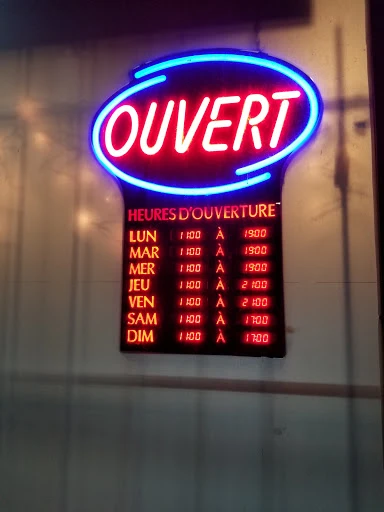 OUVERT
HEURES D'OUVERTURE
LUN 11:00 À 19:00
MAR 11:00 À 19:00
MER 11:00 À 19:00
JEU 11:00 À 21:00
VEN 11:00 À 21:00
SAM 11:00 À 17:00
DIM 11:00 À 17:00